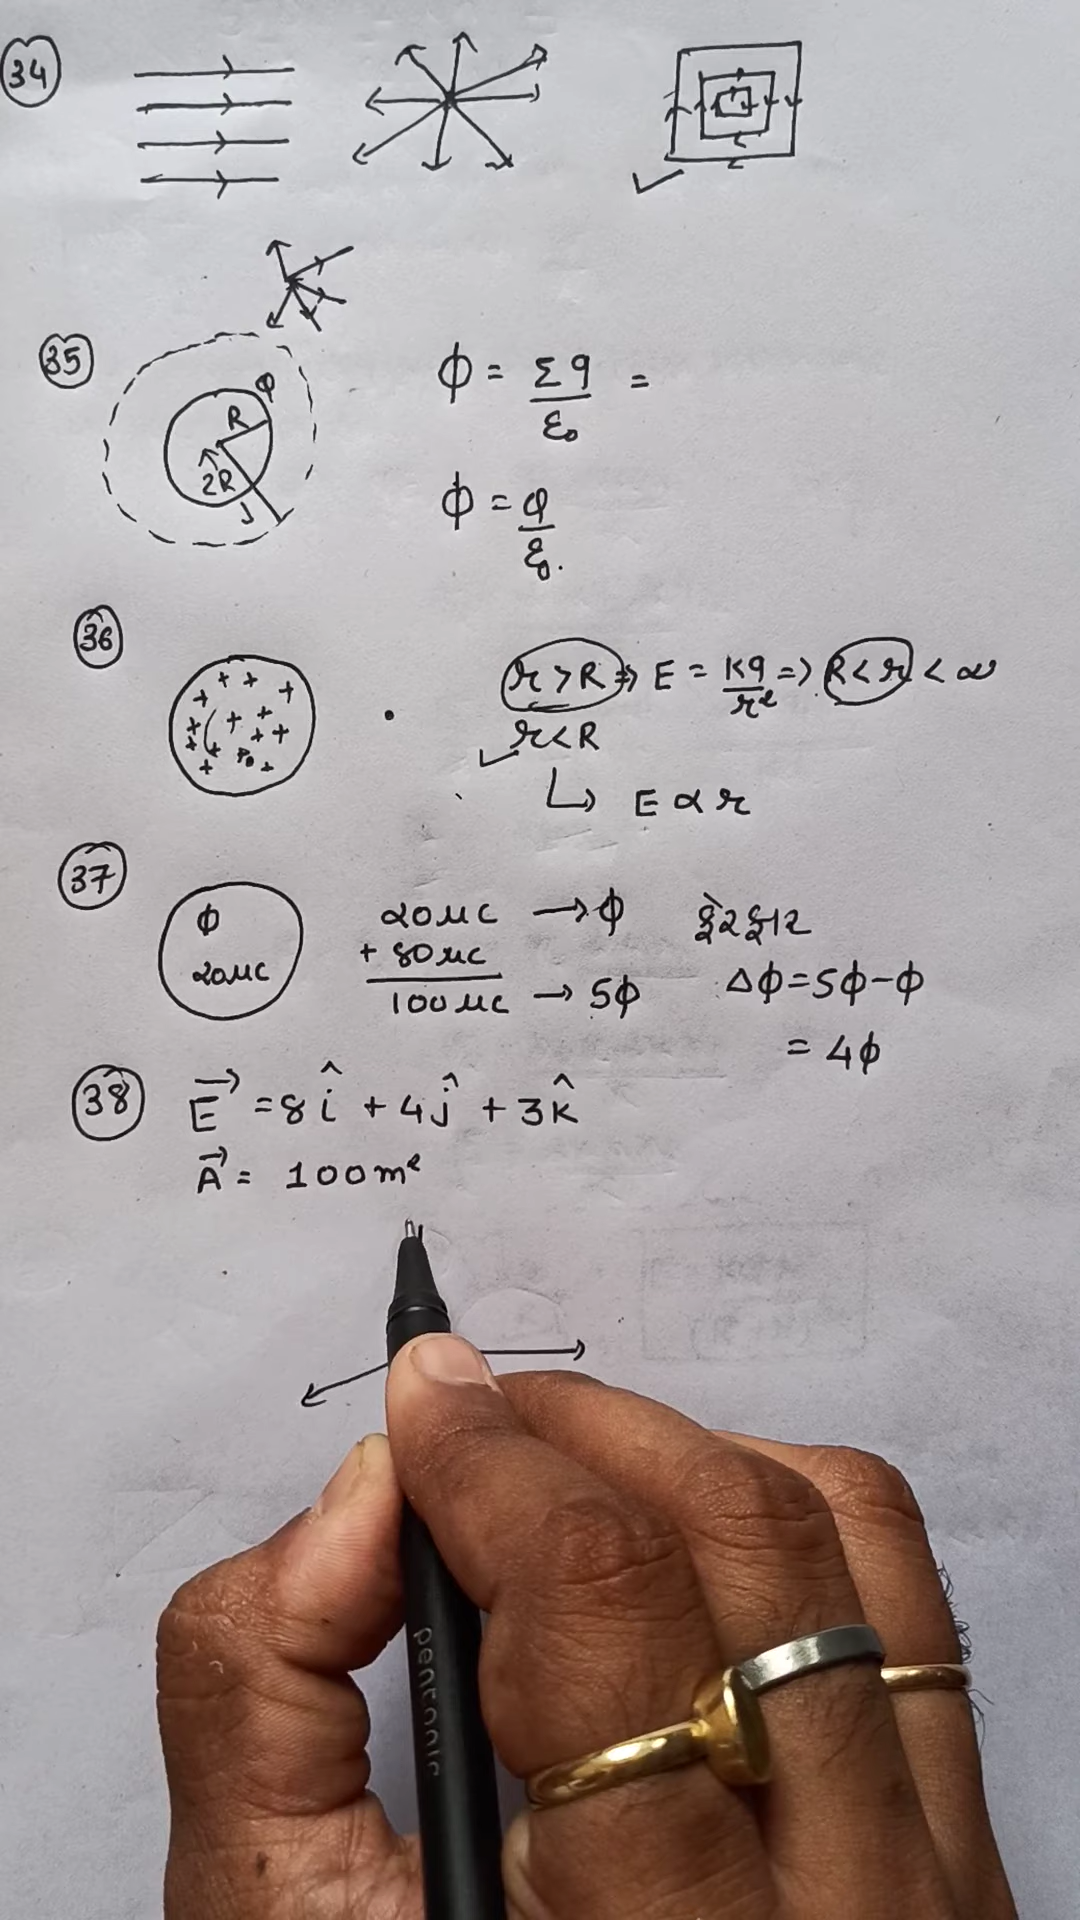 34
35
Q
R
2R
ϕ = Σq/ε₀ =
ϕ = Q/ε₀.
36
r > R ⇒ E = Kq/r² ⇒ R < r < ∝
r < R
↳ E ∝ r
37
ϕ
20μc
20μc → ϕ
+ 80μc
100μc → 5ϕ
Δϕ = 5ϕ - ϕ
= 4ϕ
38
E⃗ = 8î + 4ĵ + 3k̂
A⃗ = 100m²
pentonic